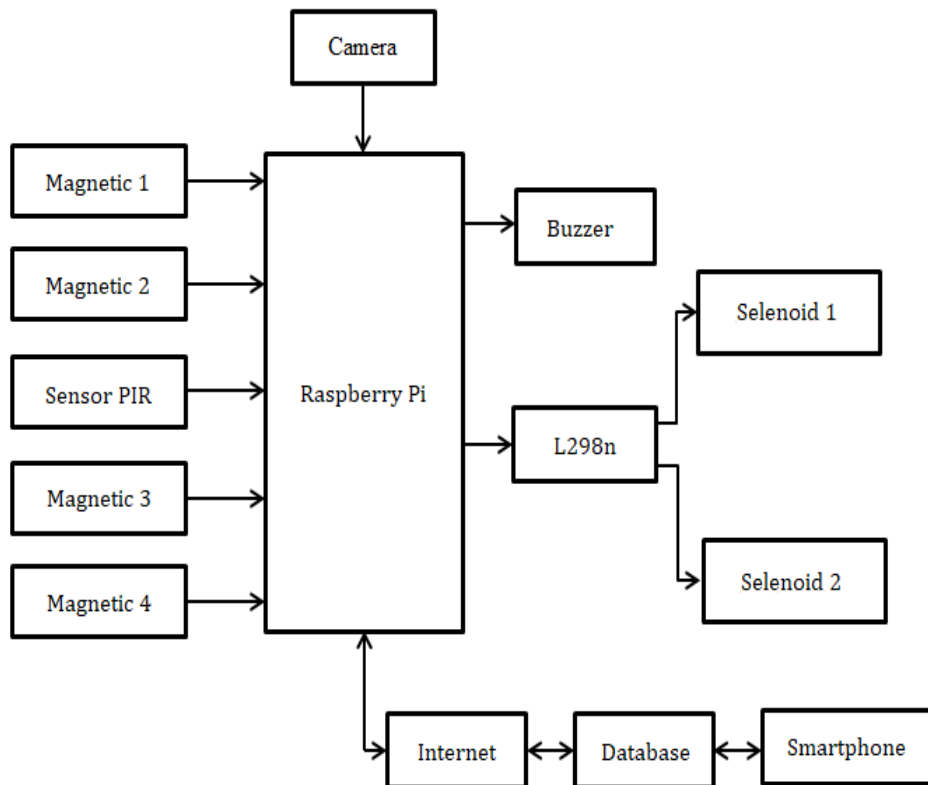 Camera
Magnetic 1
Magnetic 2
Sensor PIR
Magnetic 3
Magnetic 4
Raspberry Pi
Buzzer
L298n
Selenoid 1
Selenoid 2
Internet
Database
Smartphone